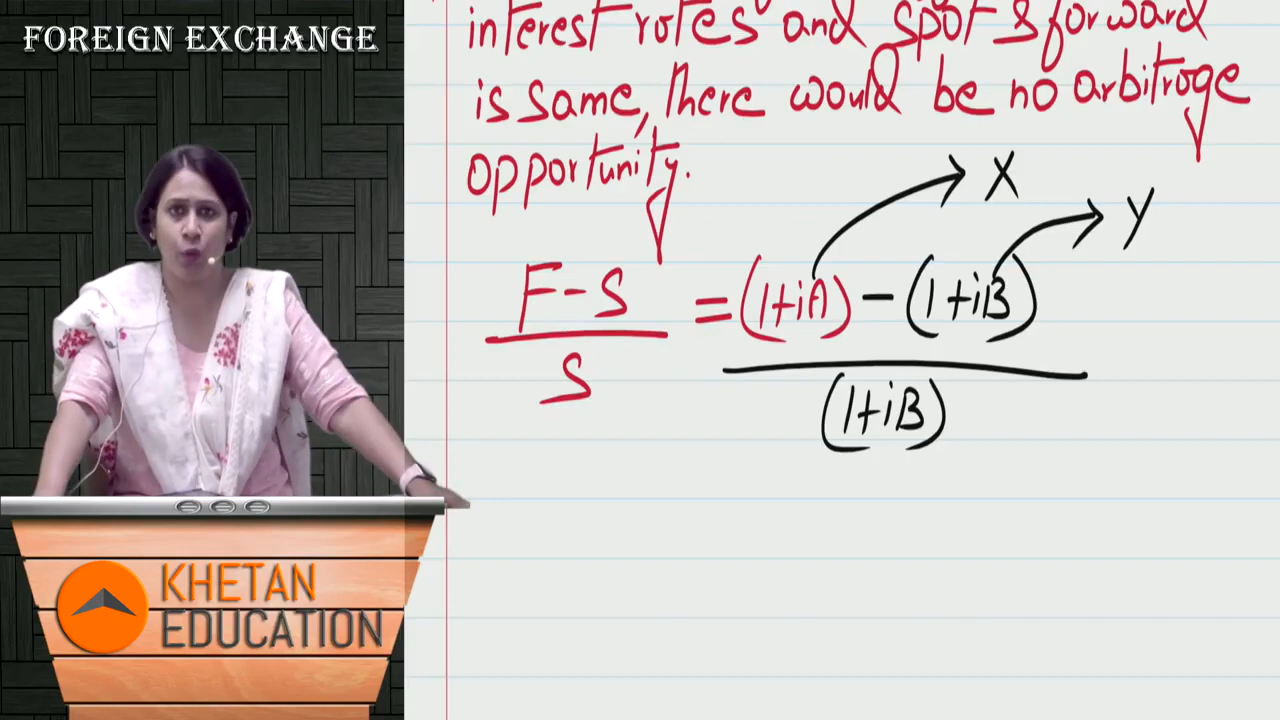 FOREIGN EXCHANGE
interest rates and spot & forward
is same, there would be no arbitrage
opportunity.
F-S
S
= (1+iA) - (1+iB)
(1+iB)
X
Y
KHETAN
EDUCATION